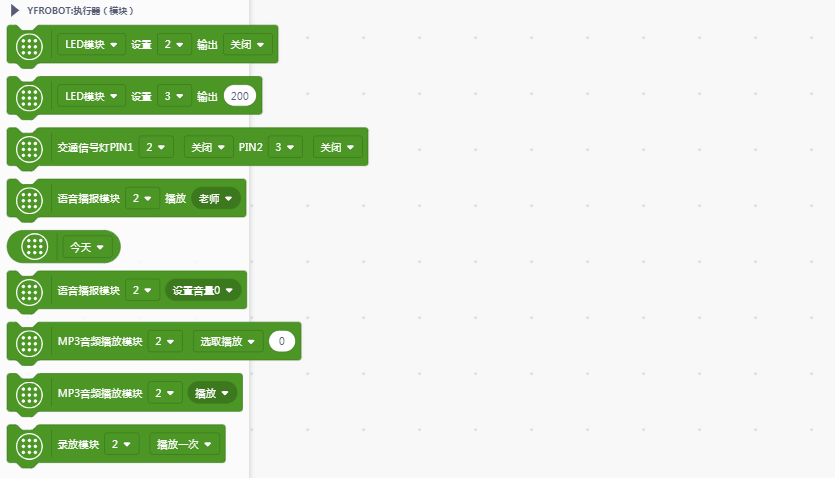 YFROBOT:执行器（模块）
LED模块 设置 2 输出 关闭
LED模块 设置 3 输出 200
交通信号灯PIN1 2 关闭 PIN2 3 关闭
语音播报模块 2 播放 老师
今天
语音播报模块 2 设置音量0
MP3音频播放模块 2 选取播放 0
MP3音频播放模块 2 播放
录放模块 2 播放一次